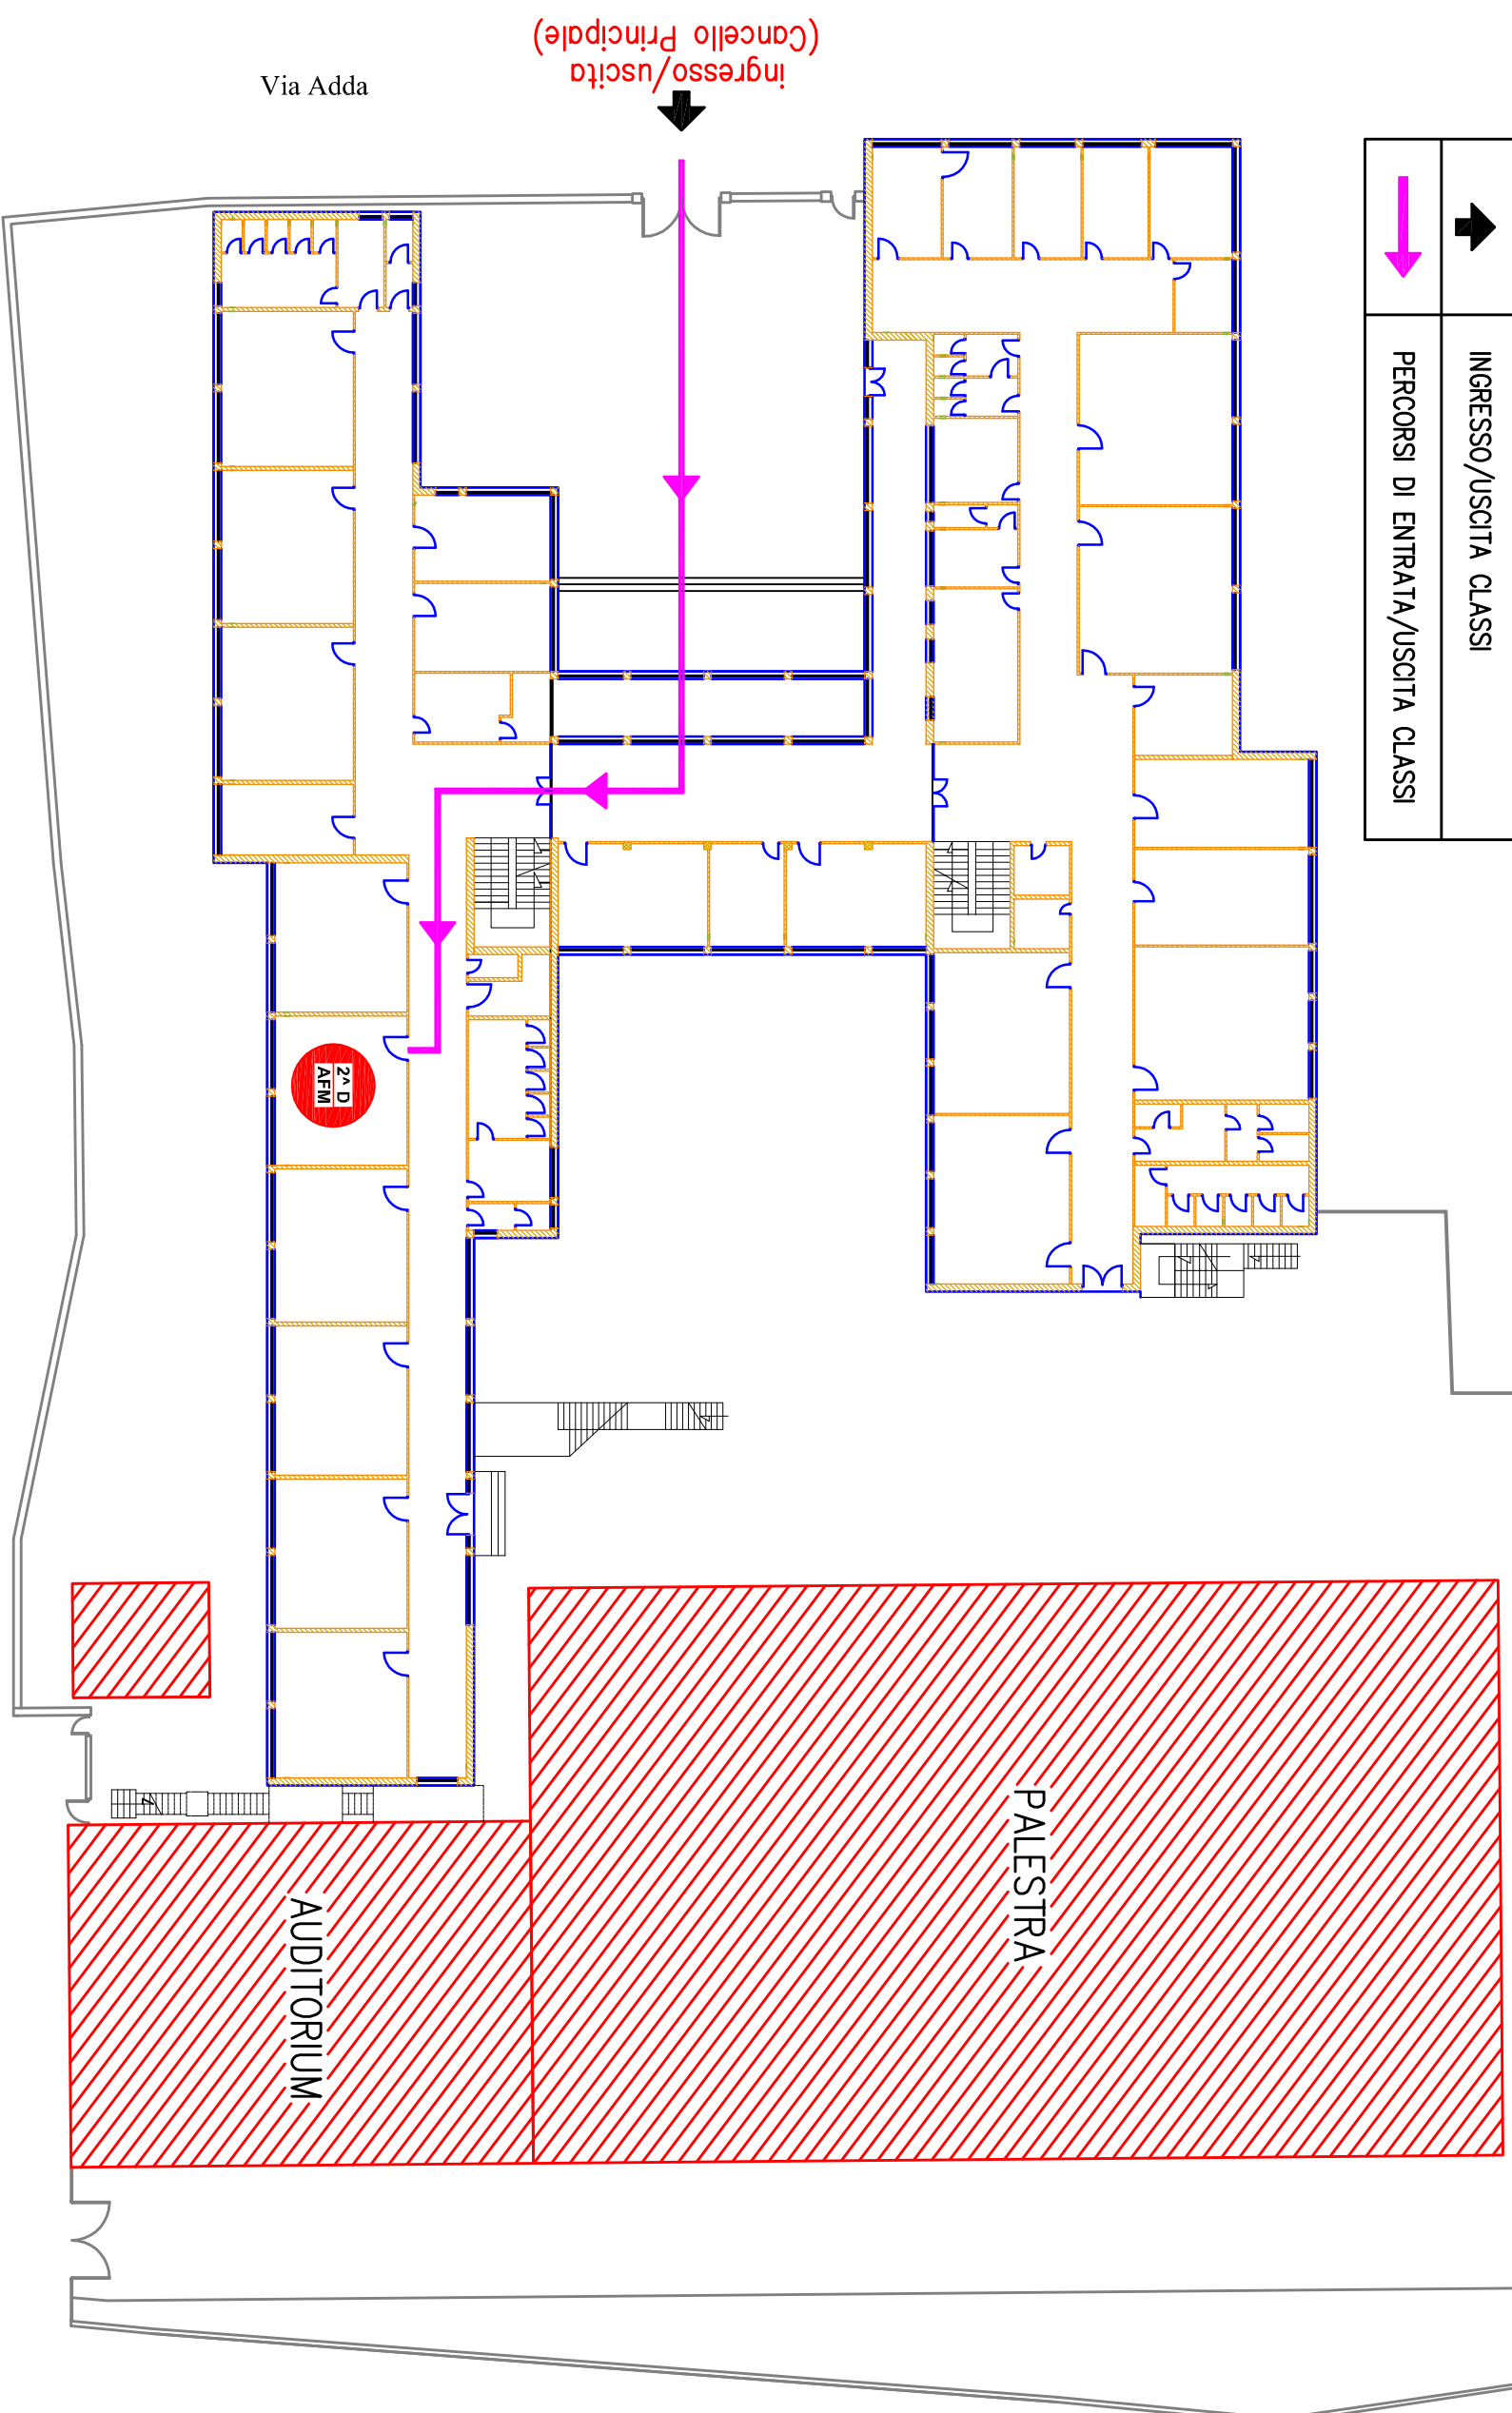 (Cancello Principale)
ingresso/uscita
Via Adda
INGRESSO/USCITA CLASSI
PERCORSI DI ENTRATA/USCITA CLASSI
2^ D
AFM
PALESTRA
AUDITORIUM